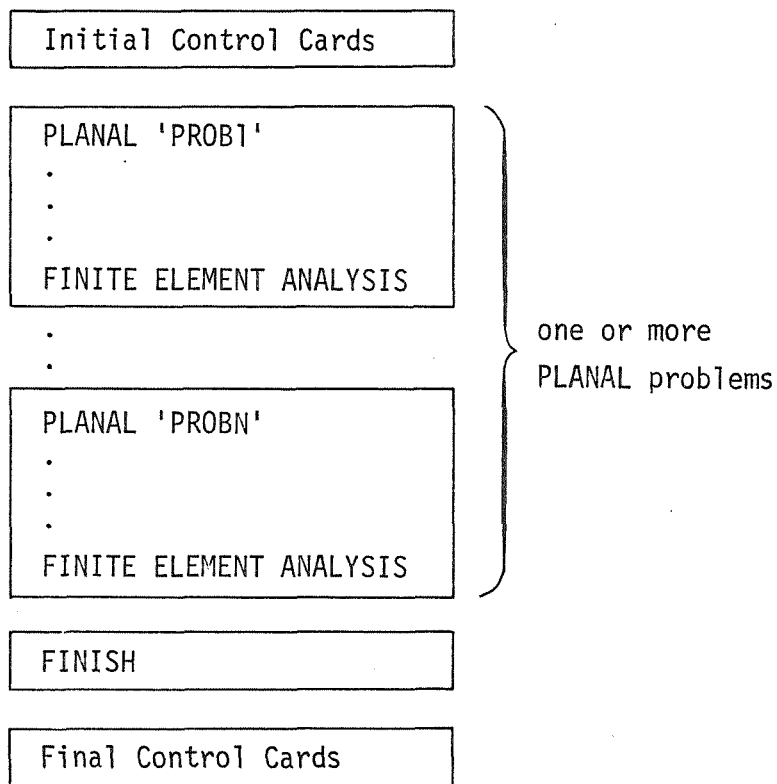 Initial Control Cards
PLANAL 'PROB1'
.
.
.
FINITE ELEMENT ANALYSIS
.
.
one or more
PLANAL problems
PLANAL 'PROBN'
.
.
.
FINITE ELEMENT ANALYSIS
FINISH
Final Control Cards